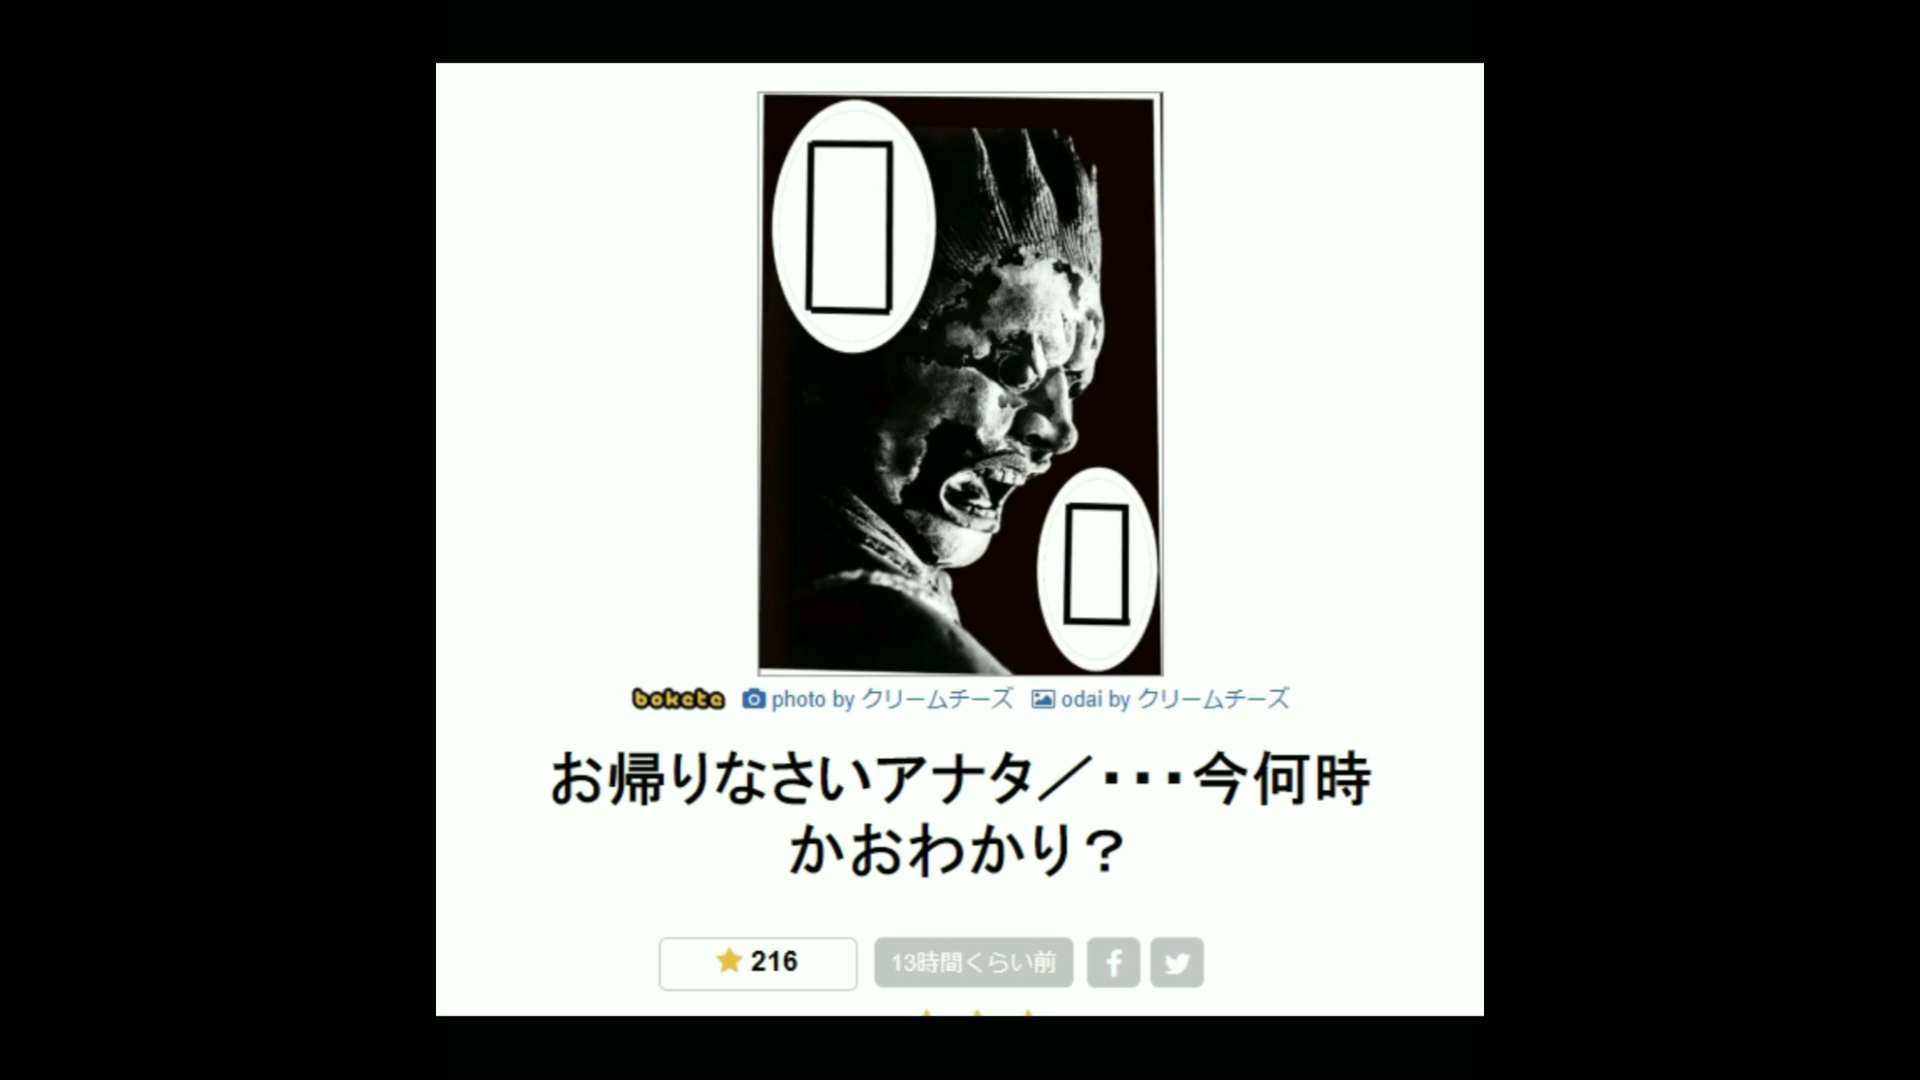 bokete photo by クリームチーズ odai by クリームチーズ
お帰りなさいアナタ／・・・今何時
かおわかり？
216 13時間くらい前